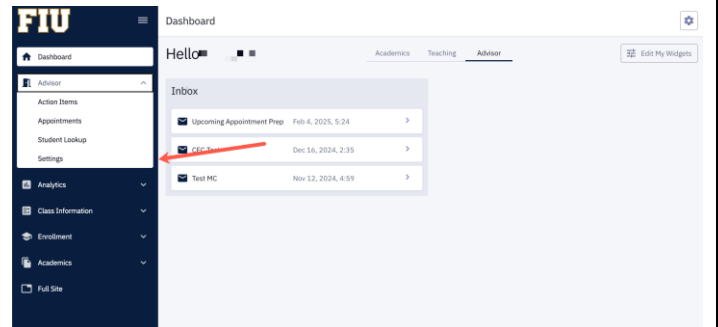 FIU
Dashboard
Dashboard
Hello
Academics
Teaching
Advisor
Edit My Widgets
Advisor
Action Items
Appointments
Student Lookup
Settings
Analytics
Class Information
Enrollment
Academics
Full Site
Inbox
Upcoming Appointment Prep Feb 4, 2025, 5:24
Dec 16, 2024, 2:35
Test MC Nov 12, 2024, 4:59